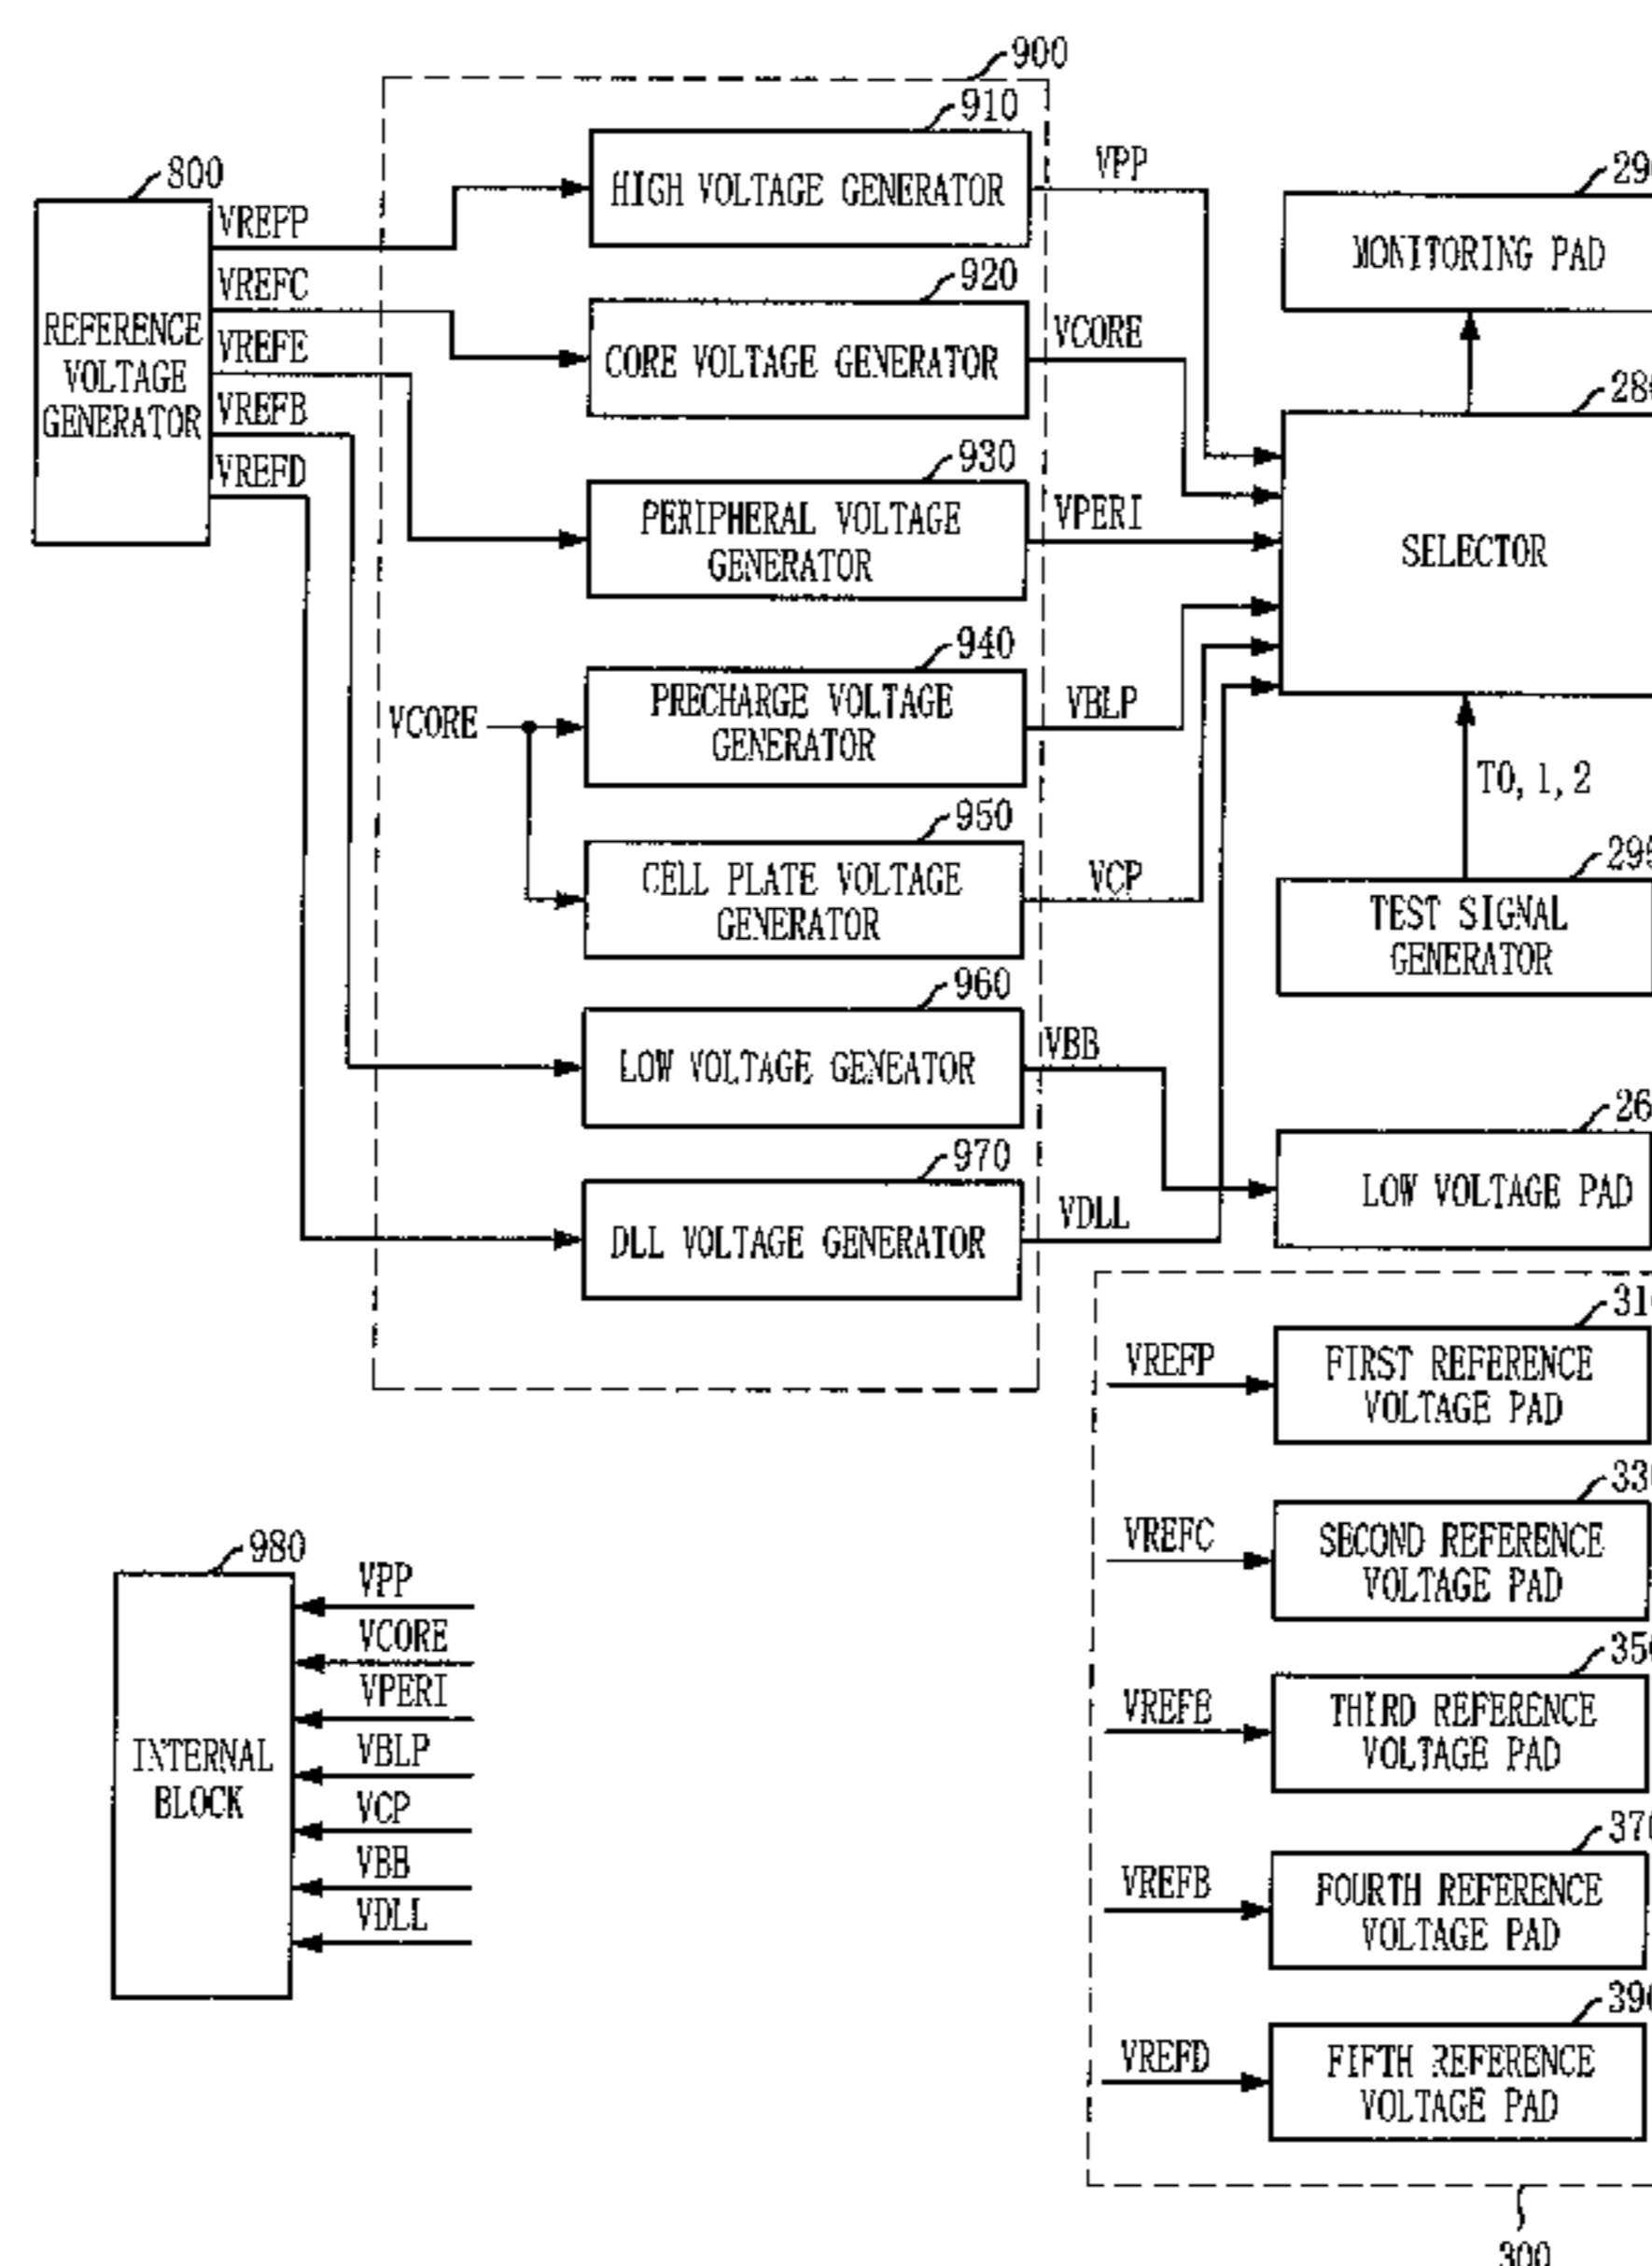 900
910
HIGH VOLTAGE GENERATOR
VPP
800
VREFP
VREFC
VREFE
VREFB
VREFD
REFERENCE
VOLTAGE
GENERATOR
920
CORE VOLTAGE GENERATOR
VCORE
930
PERIPHERAL VOLTAGE
GENERATOR
VPERI
940
VCORE
PRECHARGE VOLTAGE
GENERATOR
VBLP
950
CELL PLATE VOLTAGE
GENERATOR
VCP
960
LOW VOLTAGE GENEATOR
VBB
970
DLL VOLTAGE GENERATOR
VDLL
MONITORING PAD
SELECTOR
T0, 1, 2
TEST SIGNAL
GENERATOR
LOW VOLTAGE PAD
VREFP
FIRST REFERENCE
VOLTAGE PAD
VREFC
SECOND REFERENCE
VOLTAGE PAD
VREFE
THIRD REFERENCE
VOLTAGE PAD
VREFB
FOURTH REFERENCE
VOLTAGE PAD
VREFD
FIFTH REFERENCE
VOLTAGE PAD
300
980
INTERNAL
BLOCK
VPP
VCORE
VPERI
VBLP
VCP
VBB
VDLL